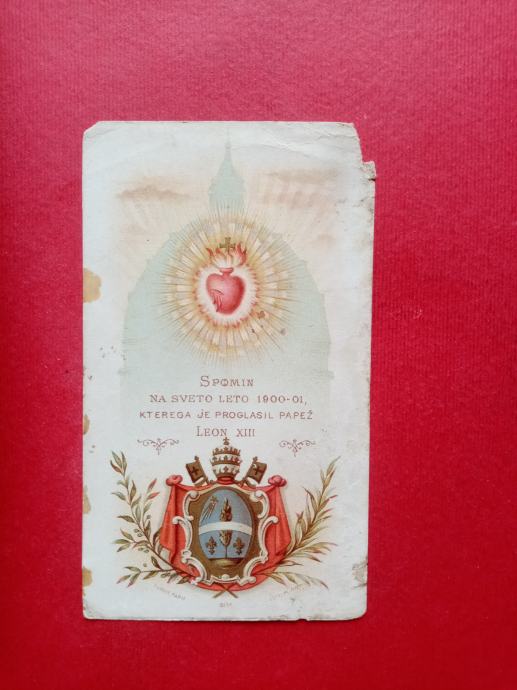 SPOMIN
NA SVETO LETO 1900-01,
KTEREGA JE PROGLASIL PAPEŽ
LEON XIII